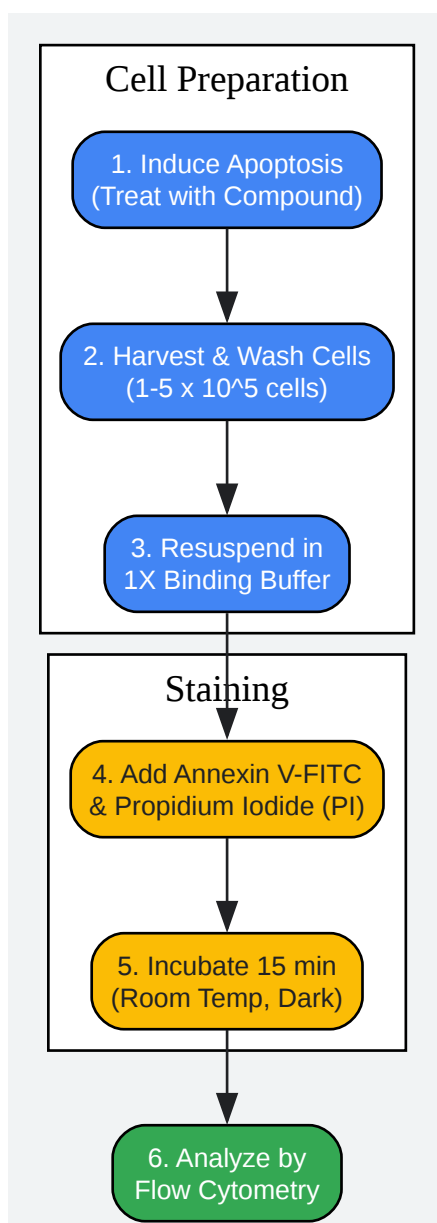 Cell Preparation
1. Induce Apoptosis
(Treat with Compound)
2. Harvest & Wash Cells
(1-5 x 10^5 cells)
3. Resuspend in
1X Binding Buffer
Staining
4. Add Annexin V-FITC
& Propidium Iodide (PI)
5. Incubate 15 min
(Room Temp, Dark)
6. Analyze by
Flow Cytometry